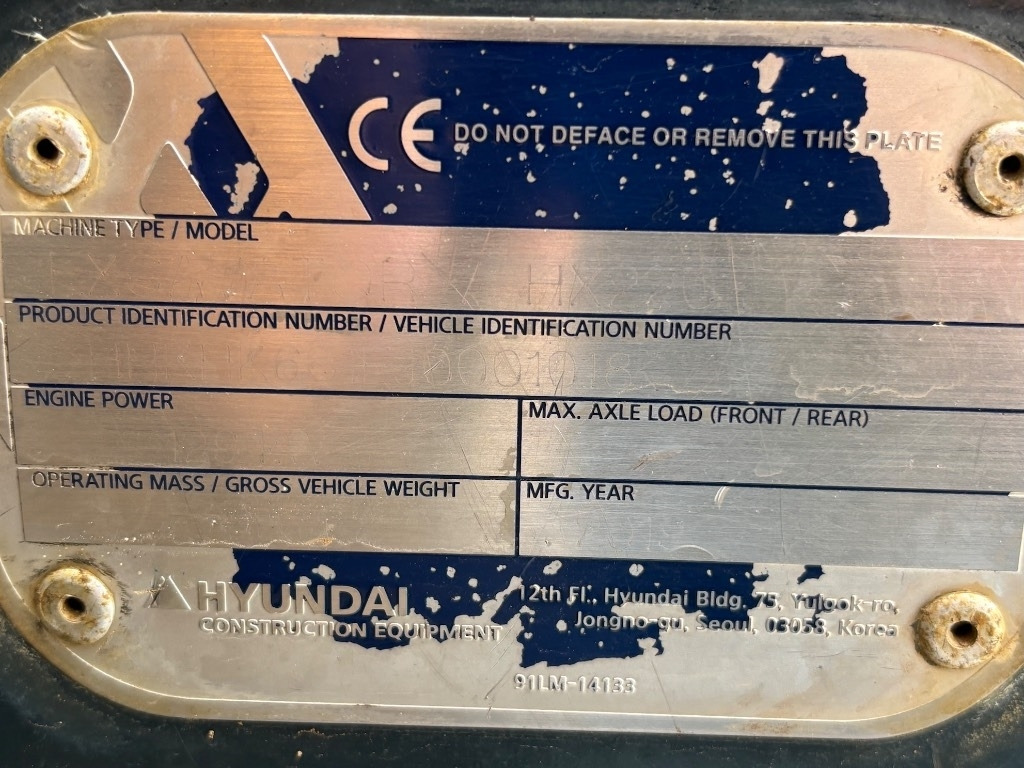 CE DO NOT DEFACE OR REMOVE THIS PLATE
MACHINE TYPE / MODEL
PRODUCT IDENTIFICATION NUMBER / VEHICLE IDENTIFICATION NUMBER
ENGINE POWER
MAX. AXLE LOAD (FRONT / REAR)
OPERATING MASS / GROSS VEHICLE WEIGHT
MFG. YEAR
HYUNDAI
CONSTRUCTION EQUIPMENT
12th Fl., Hyundai Bldg. 75, Yulgok-ro,
Jongno-gu, Seoul, 03058, Korea
91LM-14133